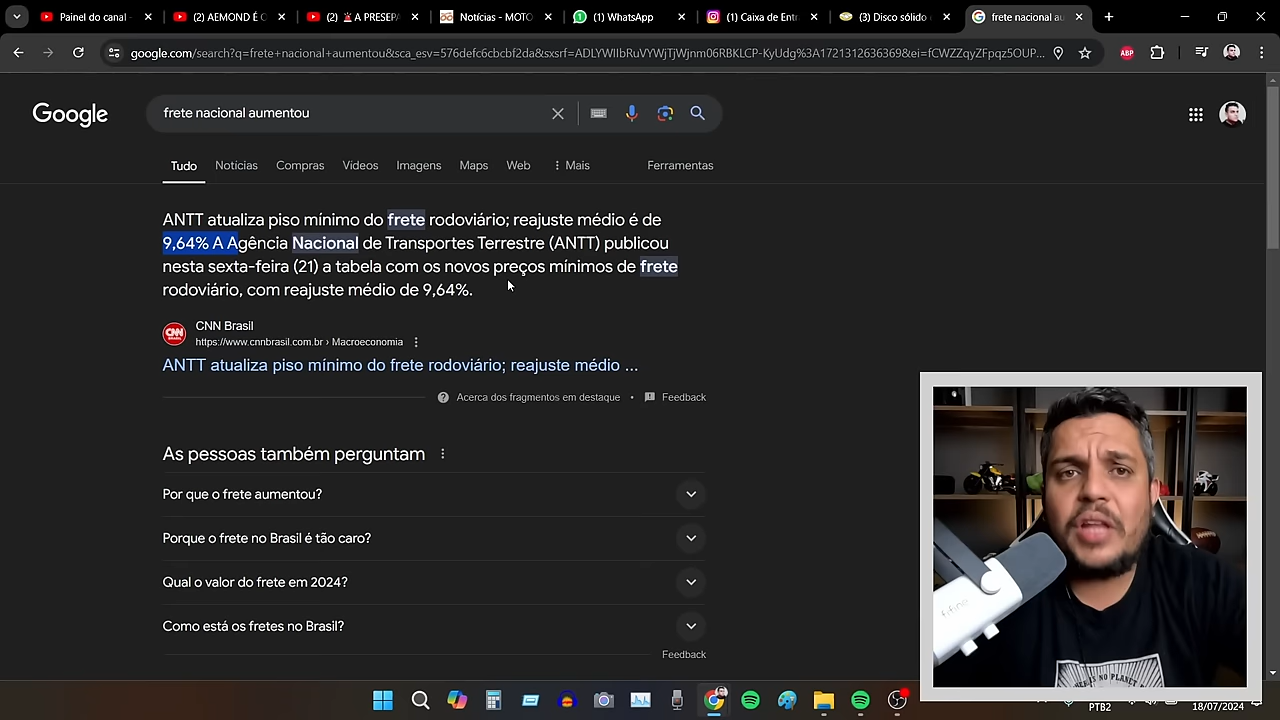 Painel do canal -
(2) AEMOND É C
(2) A PRESEPA
Notícias - MOTO
(1) WhatsApp
(1) Caixa de Entr
(3) Disco sólido
frete nacional au
google.com/search?q=frete+nacional+aumentou&sca_esv=576defc6cbcbf2da&sxsrf=ADLYWIIbRuVYWjTjWjnm06RBKLCP-KyUdg%3A1721312636369&ei=fCWZZqyZFpqz5OUP...
ABP
Google
frete nacional aumentou
Tudo Notícias Compras Vídeos Imagens Maps Web Mais Ferramentas
ANTT atualiza piso mínimo do frete rodoviário; reajuste médio é de
9,64% A Agência Nacional de Transportes Terrestre (ANTT) publicou
nesta sexta-feira (21) a tabela com os novos preços mínimos de frete
rodoviário, com reajuste médio de 9,64%.
CNN Brasil
https://www.cnnbrasil.com.br › Macroeconomia
ANTT atualiza piso mínimo do frete rodoviário; reajuste médio ...
Acerca dos fragmentos em destaque • Feedback
As pessoas também perguntam
Por que o frete aumentou?
Porque o frete no Brasil é tão caro?
Qual o valor do frete em 2024?
Como está os fretes no Brasil?
Feedback
fifine
PTB2
18/07/2024